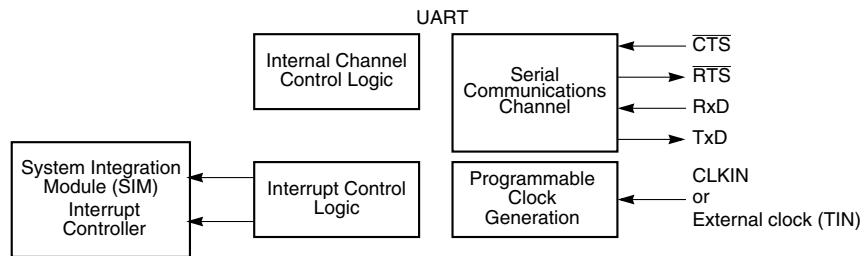 UART
Internal Channel
Control Logic
Serial
Communications
Channel
CTS
RTS
RxD
TxD
System Integration
Module (SIM)
Interrupt
Controller
Interrupt Control
Logic
Programmable
Clock
Generation
CLKIN
or
External clock (TIN)